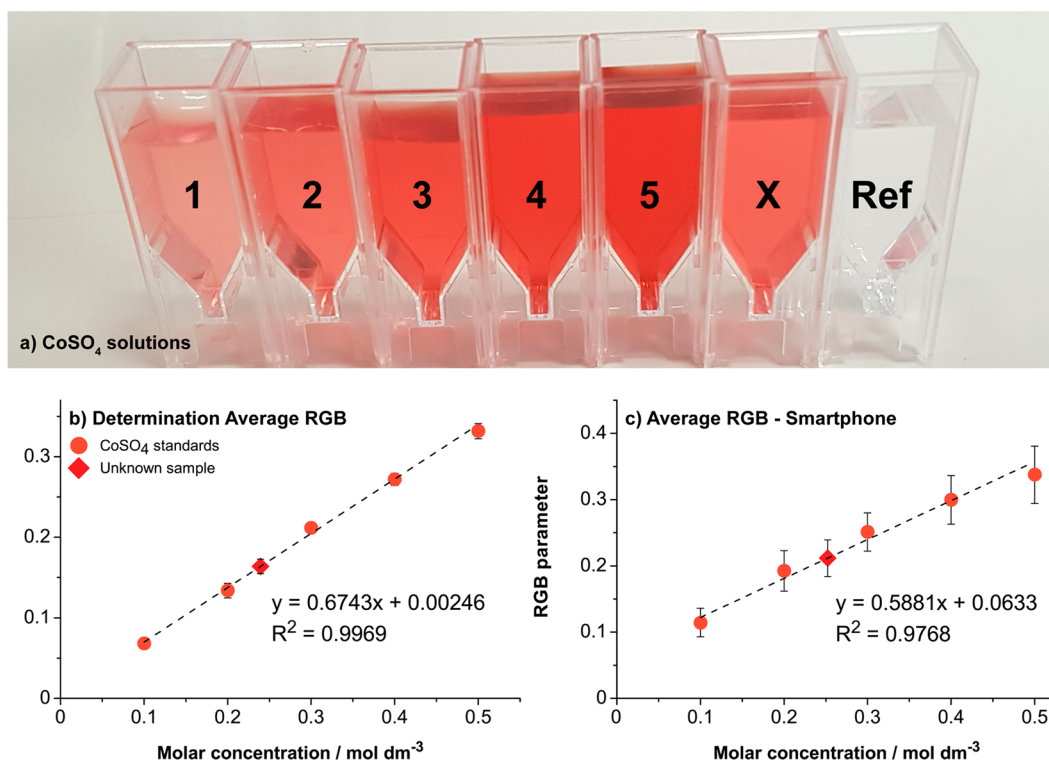 1 2 3 4 5 X Ref
a) CoSO₄ solutions
b) Determination Average RGB
CoSO4 standards
Unknown sample
0.3
0.2
0.1
0
y = 0.6743x + 0.00246
R² = 0.9969
0 0.1 0.2 0.3 0.4 0.5
Molar concentration / mol dm⁻³
c) Average RGB - Smartphone
RGB parameter
0.4
0.3
0.2
0.1
0
y = 0.5881x + 0.0633
R² = 0.9768
0 0.1 0.2 0.3 0.4 0.5
Molar concentration / mol dm⁻³